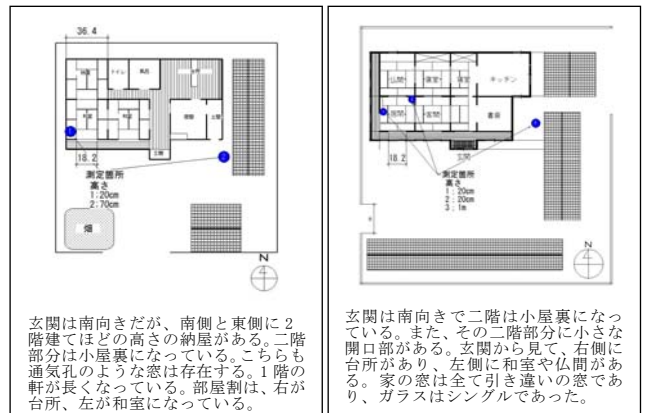 36.4
トイレ
和室
和室
玄関
18.2
測定箇所
高さ
1:20cm
2:70cm
畑
N
玄関は南向きだが、南側と東側に2
階建てほどの高さの納屋がある。二階
部分は小屋裏になっている。こちらも
通気孔のような窓は存在する。1階の
軒が長くなっている。部屋割は、右が
台所、左が和室になっている。
仏間
寝室
寝室
キッチン
居間
客間
書斎
玄関
18.2
測定箇所
高さ
1:20cm
2:20cm
3:1m
N
玄関は南向きで二階は小屋裏になっ
ている。また、その二階部分に小さな
開口部がある。玄関から見て、右側に
台所があり、左側に和室や仏間があ
る。家の窓は全て引き違いの窓であ
り、ガラスはシングルであった。